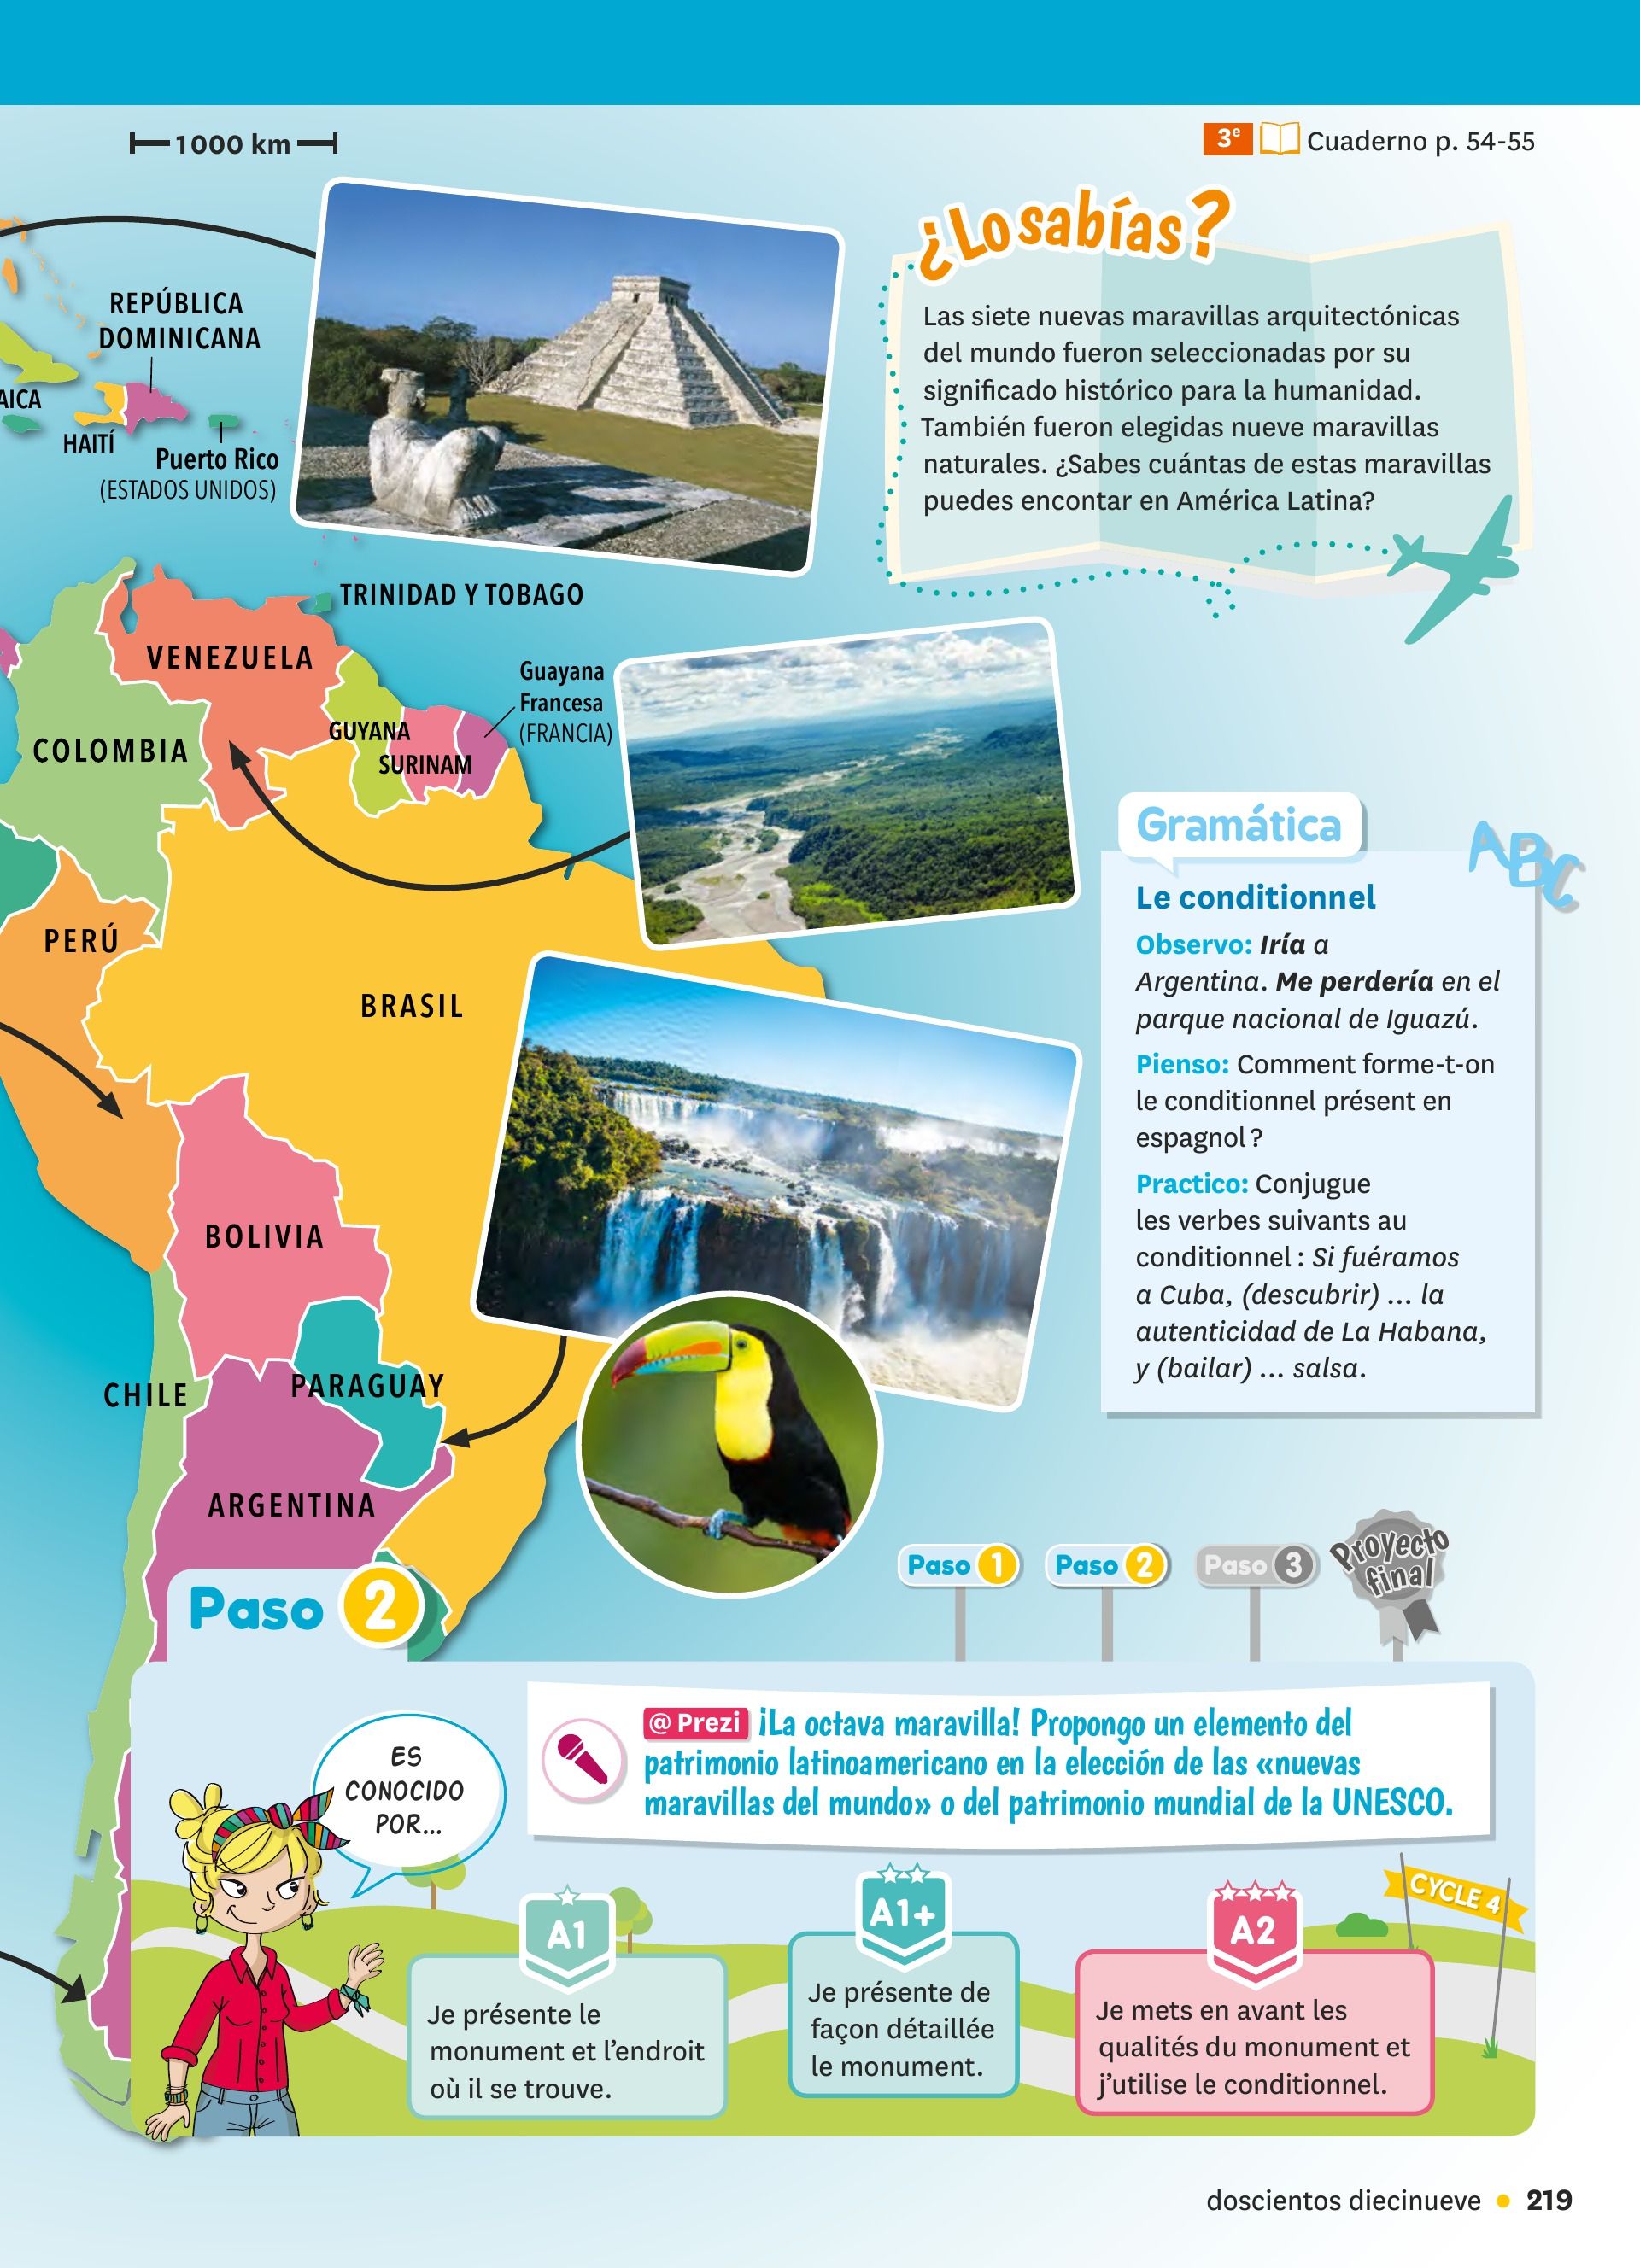 1000 km
3e Cuaderno p. 54-55
¿Lo sabías?
Las siete nuevas maravillas arquitectónicas
del mundo fueron seleccionadas por su
significado histórico para la humanidad.
También fueron elegidas nueve maravillas
naturales. ¿Sabes cuántas de estas maravillas
puedes encontar en América Latina?
REPÚBLICA
DOMINICANA
AICA
HAITÍ
Puerto Rico
(ESTADOS UNIDOS)
TRINIDAD Y TOBAGO
VENEZUELA
Guayana
Francesa
(FRANCIA)
GUYANA
SURINAM
COLOMBIA
PERÚ
BRASIL
BOLIVIA
CHILE
PARAGUAY
ARGENTINA
Gramática
ABC
Le conditionnel
Observo: Iría a
Argentina. Me perdería en el
parque nacional de Iguazú.
Pienso: Comment forme-t-on
le conditionnel présent en
espagnol ?
Practico: Conjugue
les verbes suivants au
conditionnel : Si fuéramos
a Cuba, (descubrir) … la
autenticidad de La Habana,
y (bailar) … salsa.
Paso 1
Paso 2
Paso 3
Proyecto
final
Paso 2
@ Prezi ¡La octava maravilla! Propongo un elemento del
patrimonio latinoamericano en la elección de las «nuevas
maravillas del mundo» o del patrimonio mundial de la UNESCO.
ES
CONOCIDO
POR...
A1
Je présente le
monument et l’endroit
où il se trouve.
A1+
Je présente de
façon détaillée
le monument.
A2
Je mets en avant les
qualités du monument et
j’utilise le conditionnel.
CYCLE 4
doscientos diecinueve • 219